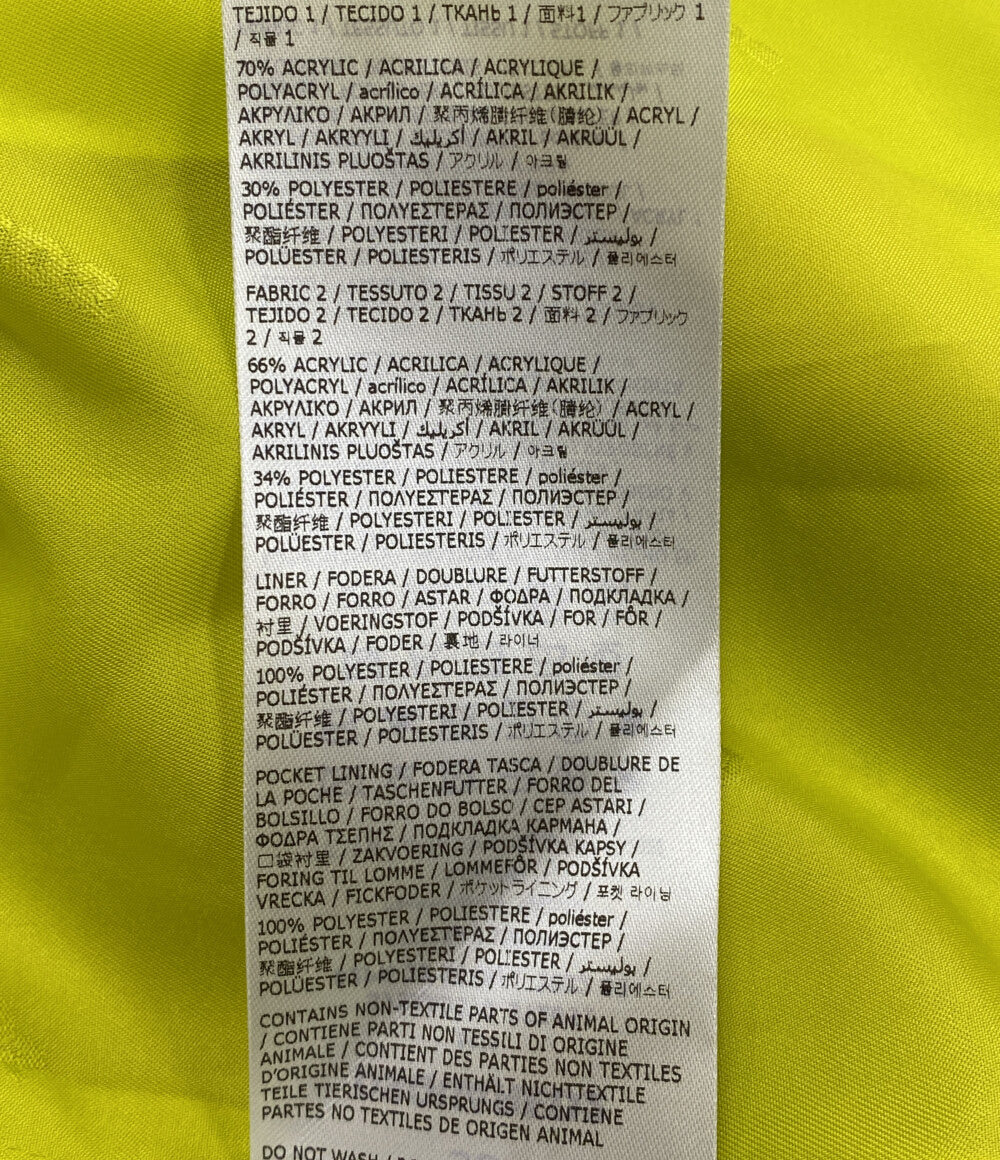 TEJIDO 1 / TECIDO 1 / ТКАНЬ 1 / 面料1 / ファブリック 1
/ 직물 1
70% ACRYLIC / ACRILICA / ACRYLIQUE /
POLYACRYL / acrílico / ACRÍLICA / AKRILIK /
ΑΚΡΥΛΙΚΌ / АКРИЛ / 聚丙烯腈纤维(腈纶) / ACRYL /
AKRYL / AKRYYLI / أكريليك / AKRIL / AKRÜÜL /
AKRILINIS PLUOŠTAS / アクリル / 아크릴
30% POLYESTER / POLIESTERE / poliéster /
POLIÉSTER / ΠΟΛΥΕΣΤΕΡΑΣ / ПОЛИЭСТЕР /
聚酯纤维 / POLYESTERI / POLIESTER / بوليستر /
POLÜESTER / POLIESTERIS / ポリエステル / 폴리에스터
FABRIC 2 / TESSUTO 2 / TISSU 2 / STOFF 2 /
TEJIDO 2 / TECIDO 2 / ТКАНЬ 2 / 面料 2 / ファブリック
2 / 직물 2
66% ACRYLIC / ACRILICA / ACRYLIQUE /
POLYACRYL / acrílico / ACRÍLICA / AKRILIK /
ΑΚΡΥΛΙΚΟ / АКРИЛ / 聚丙烯腈纤维(腈纶) / ACRYL /
AKRYL / AKRYYLI / أكريليك / AKRIL / AKRÜÜL /
AKRILINIS PLUOŠTAS / アクリル / 아크릴
34% POLYESTER / POLIESTERE / poliéster /
POLIÉSTER / ΠΟΛΥΕΣΤΕΡΑΣ / ПОЛИЭСТЕР /
聚酯纤维 / POLYESTERI / POLIESTER / بوليستر /
POLÜESTER / POLIESTERIS / ポリエステル / 폴리에스터
LINER / FODERA / DOUBLURE / FUTTERSTOFF /
FORRO / FORRO / ASTAR / ΦΟΔΡΑ / ПОДКЛАДКА /
衬里 / VOERINGSTOF / PODŠÍVKA / FOR / FÔR /
PODŠÍVKA / FODER / 裏地 / 라이너
100% POLYESTER / POLIESTERE / poliéster /
POLIÉSTER / ΠΟΛΥΕΣΤΕΡΑΣ / ПОЛИЭСТЕР /
聚酯纤维 / POLYESTERI / POLIESTER / بوليستر /
POLÜESTER / POLIESTERIS / ポリエステル / 폴리에스터
POCKET LINING / FODERA TASCA / DOUBLURE DE
LA POCHE / TASCHENFUTTER / FORRO DEL
BOLSILLO / FORRO DO BOLSO / CEP ASTARI /
ΦΟΔΡΑ ΤΣΕΠΗΣ / ПОДКЛАДКА КАРМАНА /
口袋衬里 / ZAKVOERING / PODŠÍVKA KAPSY /
FORING TIL LOMME / LOMMEFÔR / PODŠÍVKA
VRECKA / FICKFODER / ポケットライニング / 포켓 라이닝
100% POLYESTER / POLIESTERE / poliéster /
POLIÉSTER / ΠΟΛΥΕΣΤΕΡΑΣ / ПОЛИЭСТЕР /
聚酯纤维 / POLYESTERI / POLIESTER / بوليستر /
POLÜESTER / POLIESTERIS / ポリエステル / 폴리에스터
CONTAINS NON-TEXTILE PARTS OF ANIMAL ORIGIN
/ CONTIENE PARTI NON TESSILI DI ORIGINE
ANIMALE / CONTIENT DES PARTIES NON TEXTILES
D'ORIGINE ANIMALE / ENTHÄLT NICHTTEXTILE
TEILE TIERISCHEN URSPRUNGS / CONTIENE
PARTES NO TEXTILES DE ORIGEN ANIMAL
DO NOT WASH /